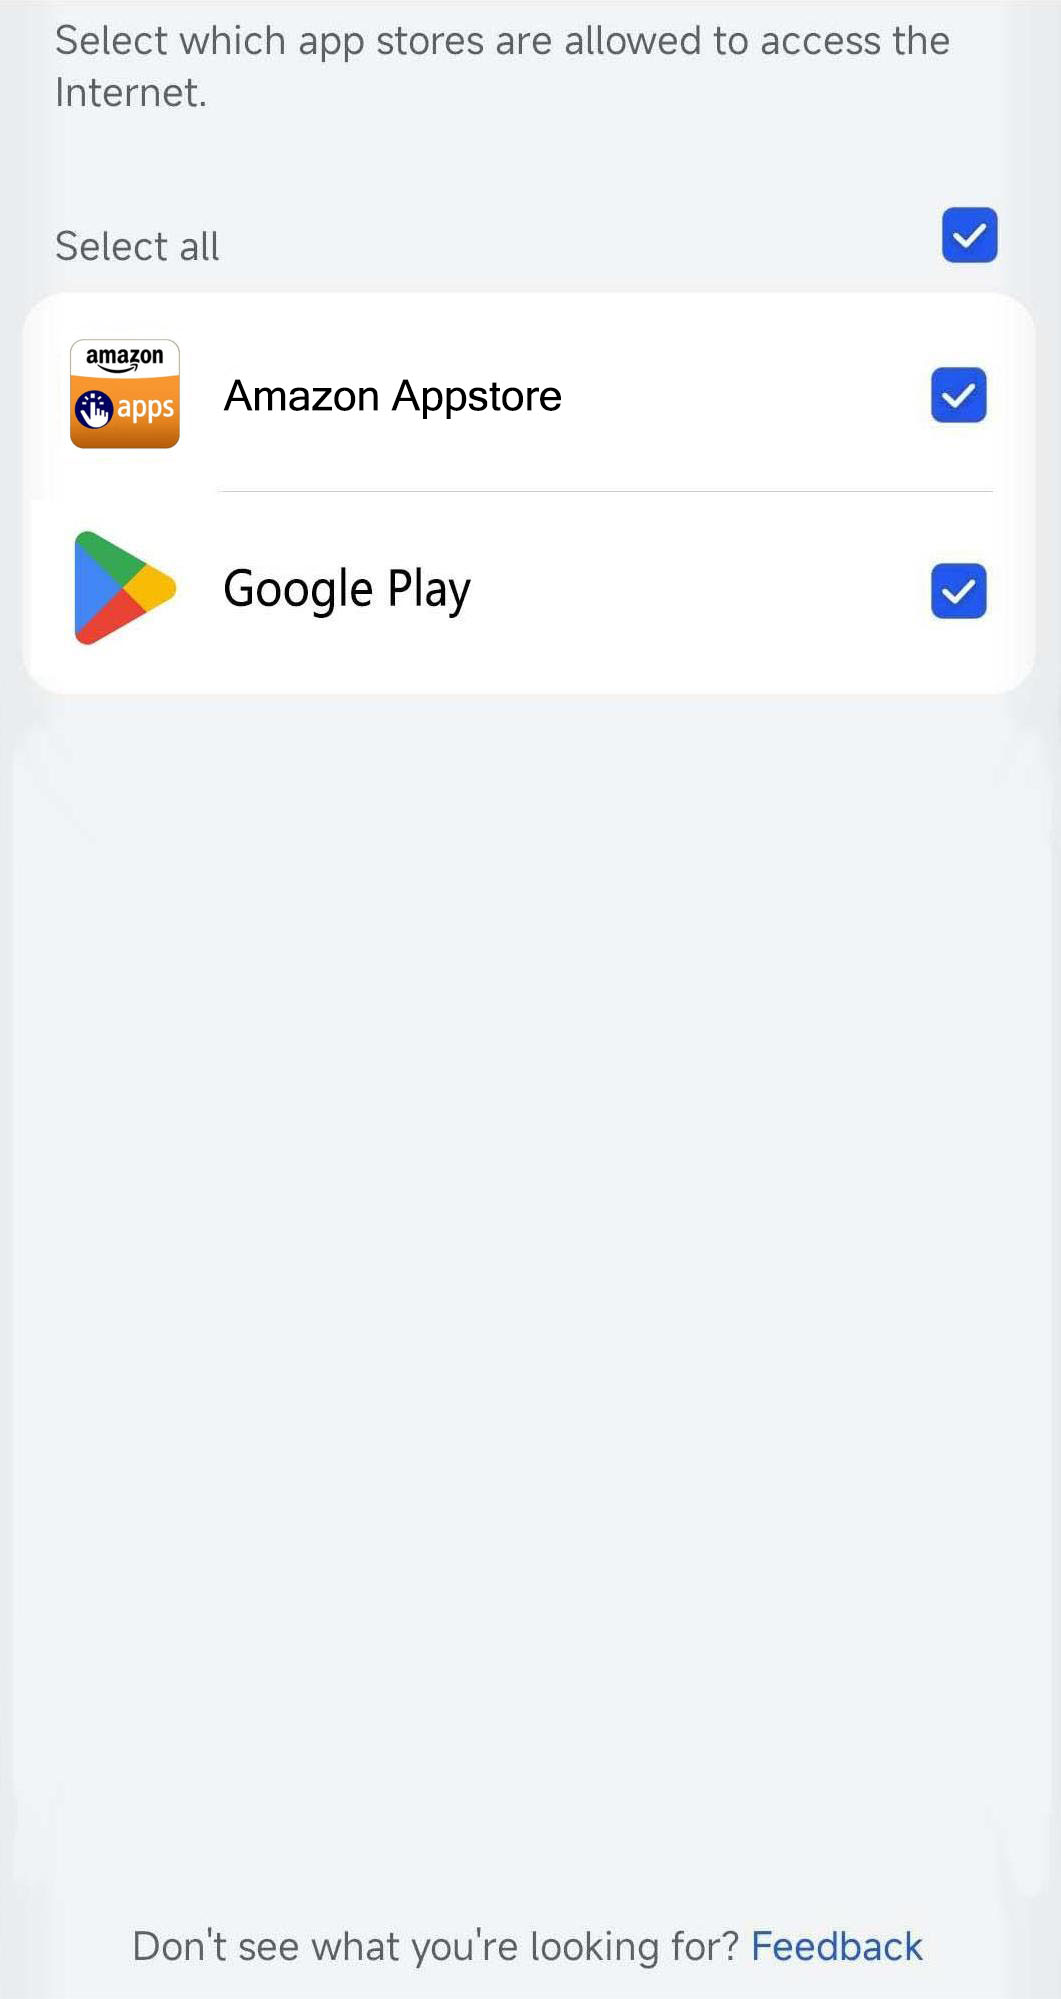 Select which app stores are allowed to access the
Internet.
Select all
amazon
apps
Amazon Appstore
Google Play
Don't see what you're looking for? Feedback